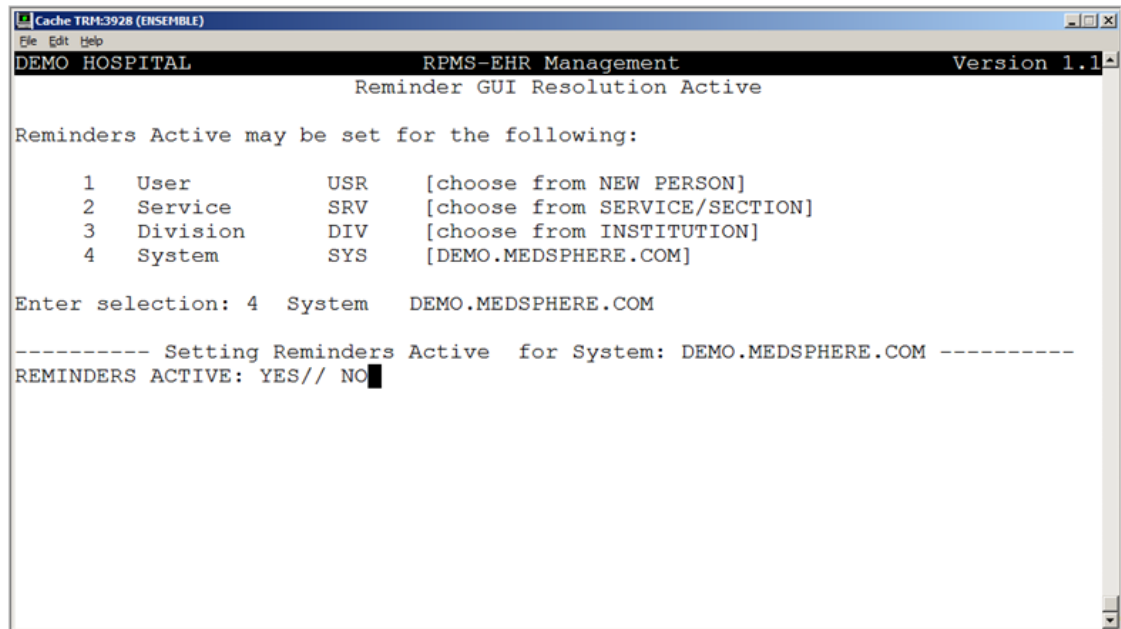 Cache TRM:3928 (ENSEMBLE)
File Edit Help
DEMO HOSPITAL RPMS-EHR Management Version 1.1
Reminder GUI Resolution Active
Reminders Active may be set for the following:
1 User USR [choose from NEW PERSON]
2 Service SRV [choose from SERVICE/SECTION]
3 Division DIV [choose from INSTITUTION]
4 System SYS [DEMO.MEDSPHERE.COM]
Enter selection: 4 System DEMO.MEDSPHERE.COM
---------- Setting Reminders Active for System: DEMO.MEDSPHERE.COM ----------
REMINDERS ACTIVE: YES// NO